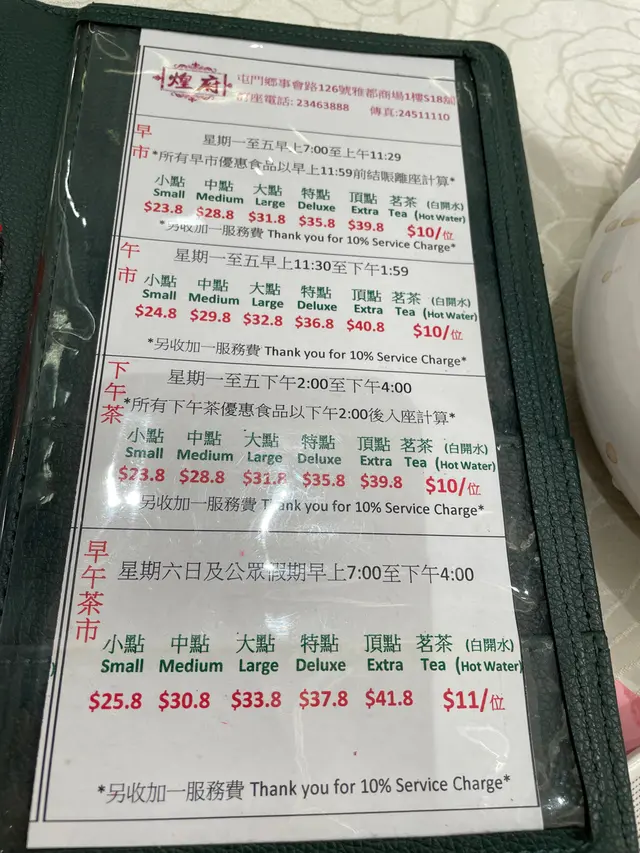 煌府
屯門鄉事會路126號雅都商場1樓S18舖
訂座電話: 23463888 傳真:24511110
早市
星期一至五早上7:00至上午11:29
*所有早市優惠食品以早上11:59前結賬離座計算*
小點 中點 大點 特點 頂點 茗茶 (白開水)
Small Medium Large Deluxe Extra Tea (Hot Water)
$23.8 $28.8 $31.8 $35.8 $39.8 $10/位
*另收加一服務費 Thank you for 10% Service Charge*
午市
星期一至五早上11:30至下午1:59
小點 中點 大點 特點 頂點 茗茶 (白開水)
Small Medium Large Deluxe Extra Tea (Hot Water)
$24.8 $29.8 $32.8 $36.8 $40.8 $10/位
*另收加一服務費 Thank you for 10% Service Charge*
下午茶
星期一至五下午2:00至下午4:00
*所有下午茶優惠食品以下午2:00後入座計算*
小點 中點 大點 特點 頂點 茗茶 (白開水)
Small Medium Large Deluxe Extra Tea (Hot Water)
$23.8 $28.8 $31.8 $35.8 $39.8 $10/位
*另收加一服務費 Thank you for 10% Service Charge*
早午茶市
星期六日及公眾假期早上7:00至下午4:00
小點 中點 大點 特點 頂點 茗茶 (白開水)
Small Medium Large Deluxe Extra Tea (Hot Water)
$25.8 $30.8 $33.8 $37.8 $41.8 $11/位
*另收加一服務費 Thank you for 10% Service Charge*